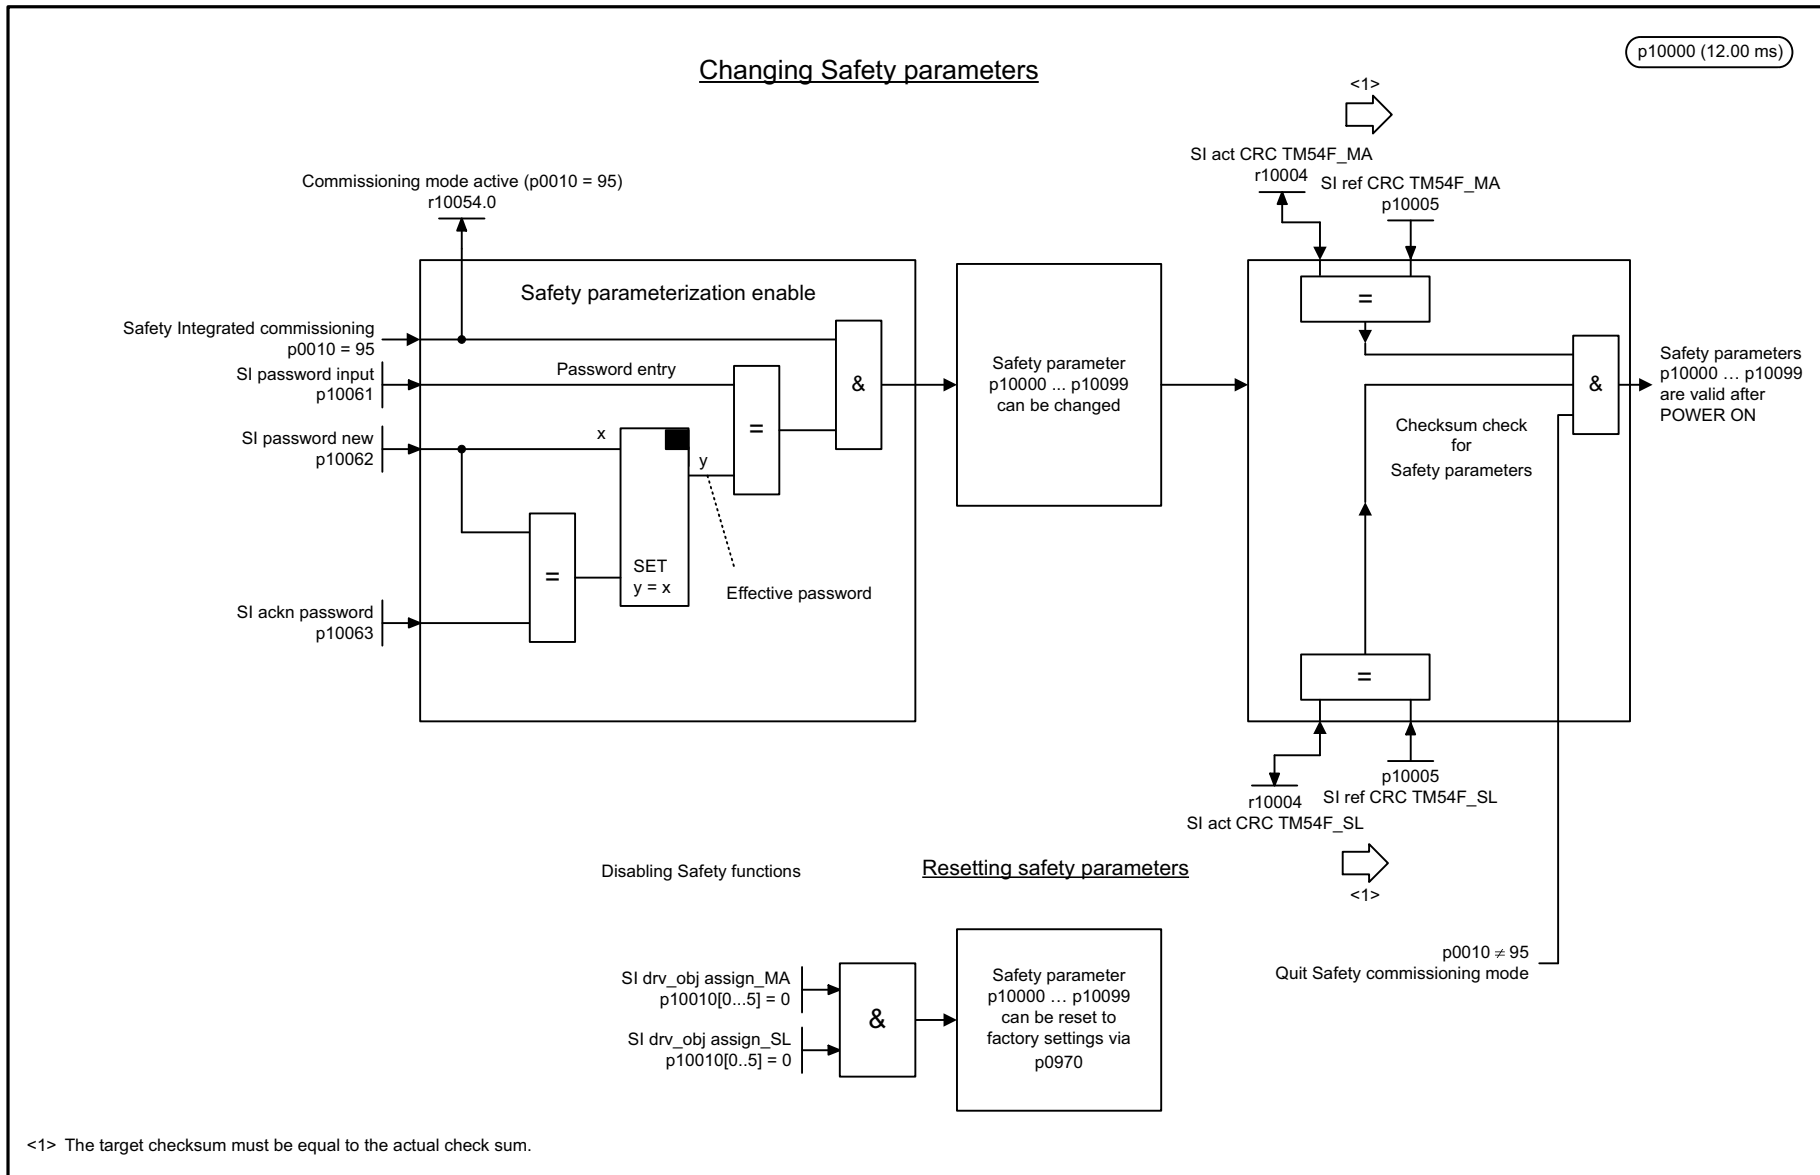 Changing Safety parameters
p10000 (12.00 ms)
<1>
SI act CRC TM54F_MA
r10004
SI ref CRC TM54F_MA
p10005
Commissioning mode active (p0010 = 95)
r10054.0
Safety parameterization enable
Safety Integrated commissioning
p0010 = 95
SI password input
p10061
Password entry
SI password new
p10062
x
y
=
&
=
SET
y = x
Effective password
SI ackn password
p10063
Safety parameter
p10000 ... p10099
can be changed
=
&
Checksum check
for
Safety parameters
=
Safety parameters
p10000 … p10099
are valid after
POWER ON
r10004
SI act CRC TM54F_SL
p10005
SI ref CRC TM54F_SL
<1>
p0010 ≠ 95
Quit Safety commissioning mode
Disabling Safety functions
Resetting safety parameters
SI drv_obj assign_MA
p10010[0...5] = 0
SI drv_obj assign_SL
p10010[0..5] = 0
&
Safety parameter
p10000 … p10099
can be reset to
factory settings via
p0970
<1> The target checksum must be equal to the actual check sum.